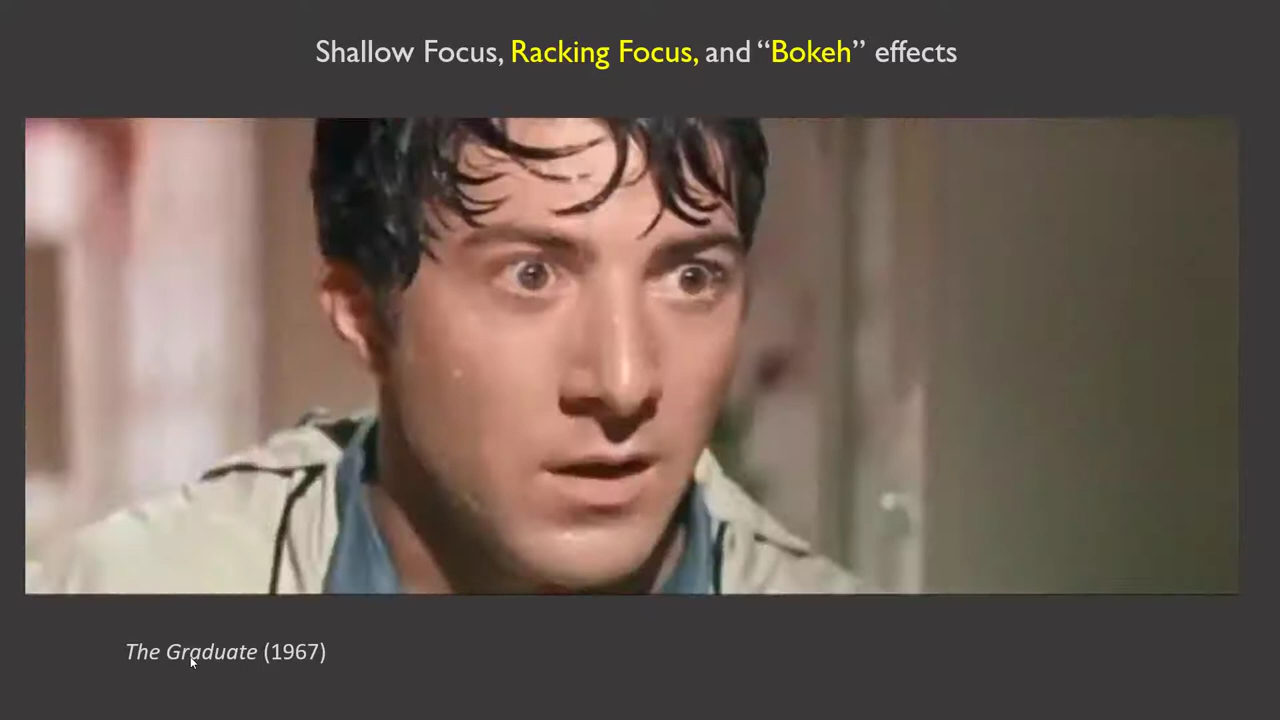 Shallow Focus, Racking Focus, and “Bokeh” effects
The Graduate (1967)